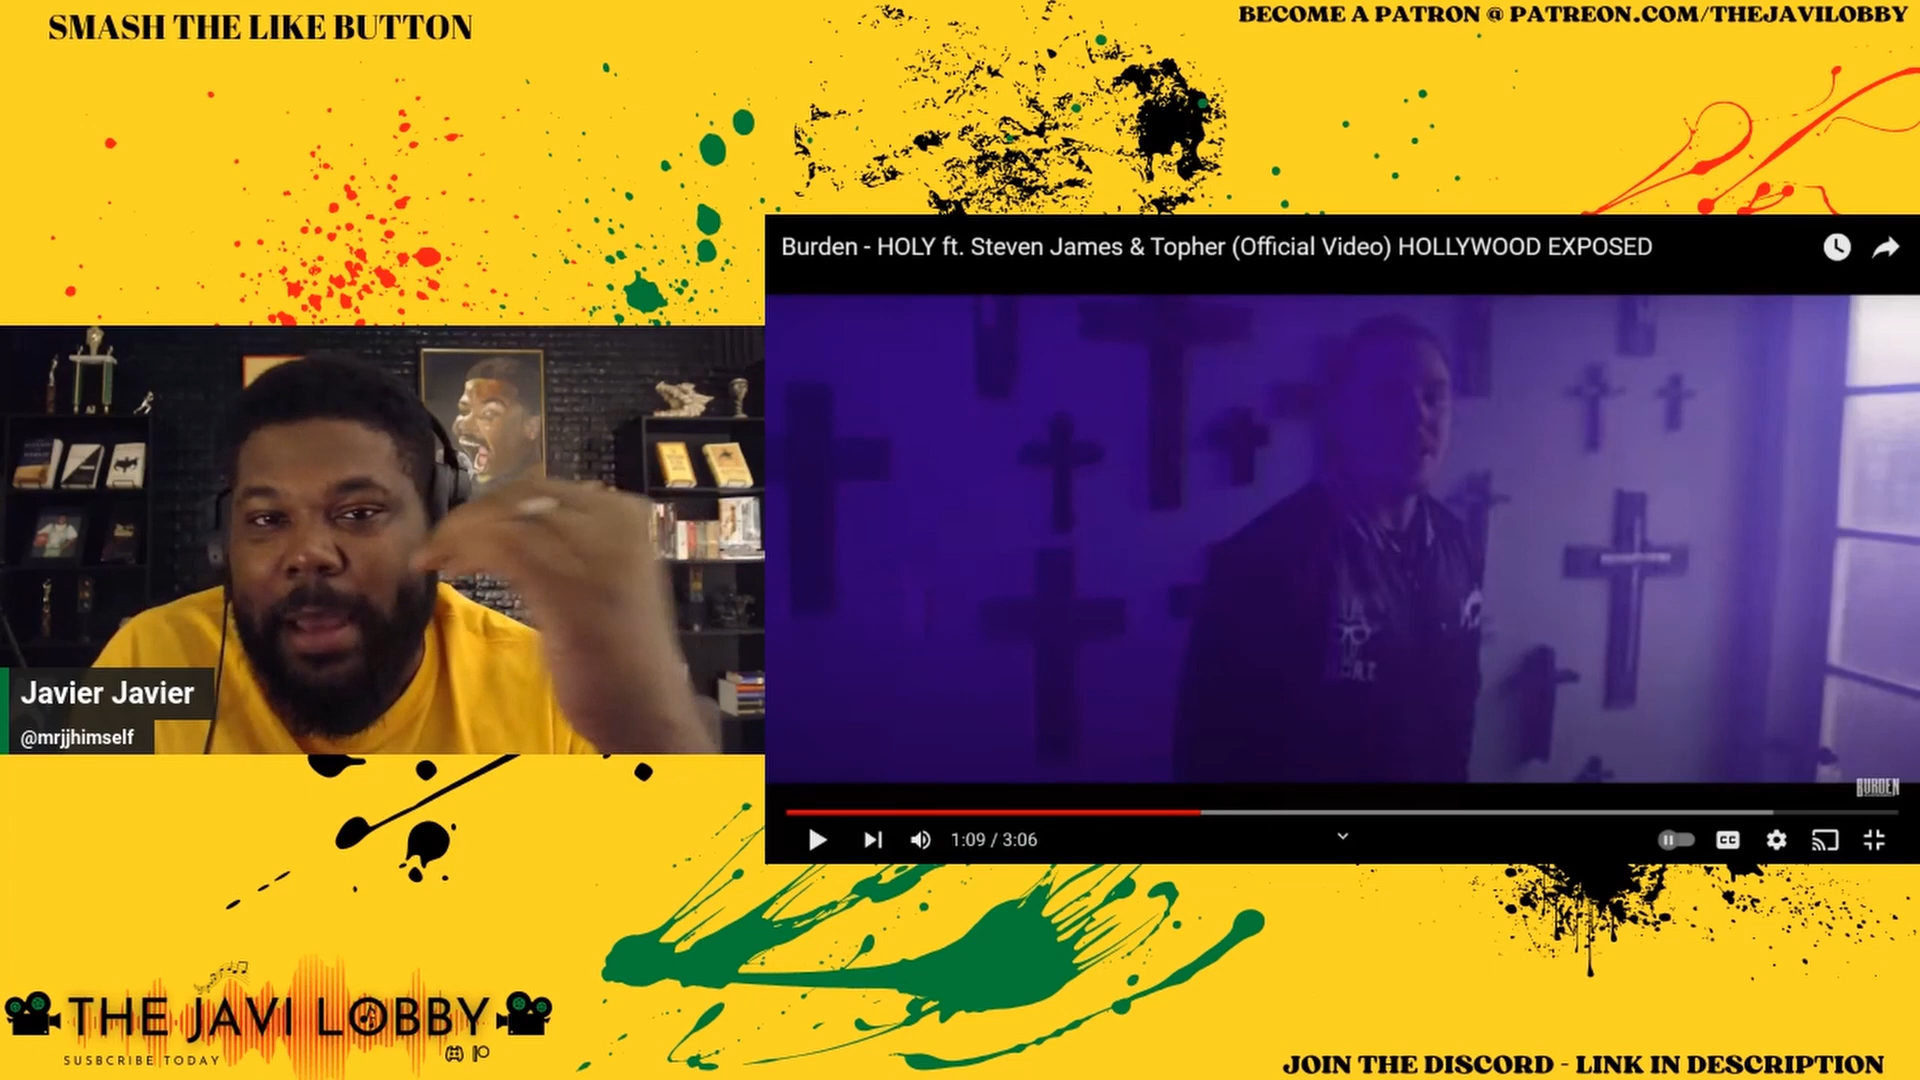 SMASH THE LIKE BUTTON
BECOME A PATRON @ PATREON.COM/THEJAVILOBBY
Burden - HOLY ft. Steven James & Topher (Official Video) HOLLYWOOD EXPOSED
Javier Javier
@mrjjhimself
BURDEN
1:09 / 3:06
CC
THE JAVI LOBBY
SUSBCRIBE TODAY
JOIN THE DISCORD - LINK IN DESCRIPTION